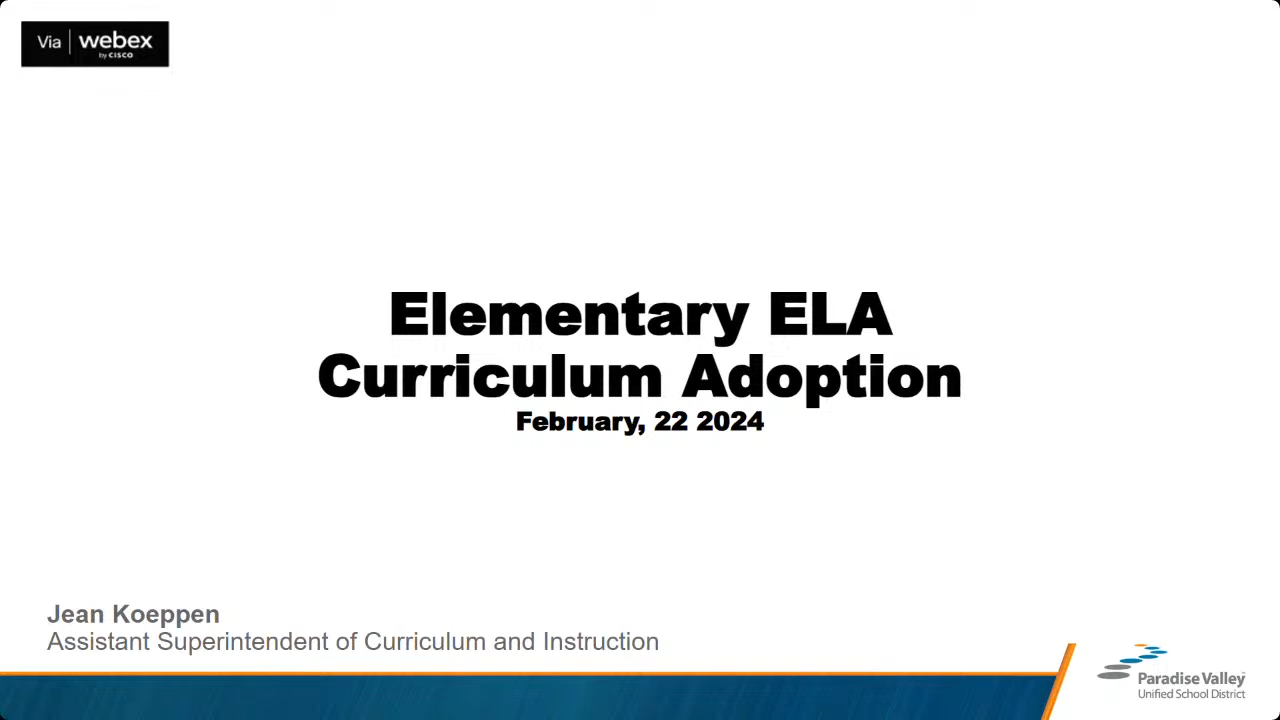 Via webex
by CISCO
Elementary ELA
Curriculum Adoption
February, 22 2024
Jean Koeppen
Assistant Superintendent of Curriculum and Instruction
Paradise Valley
Unified School District